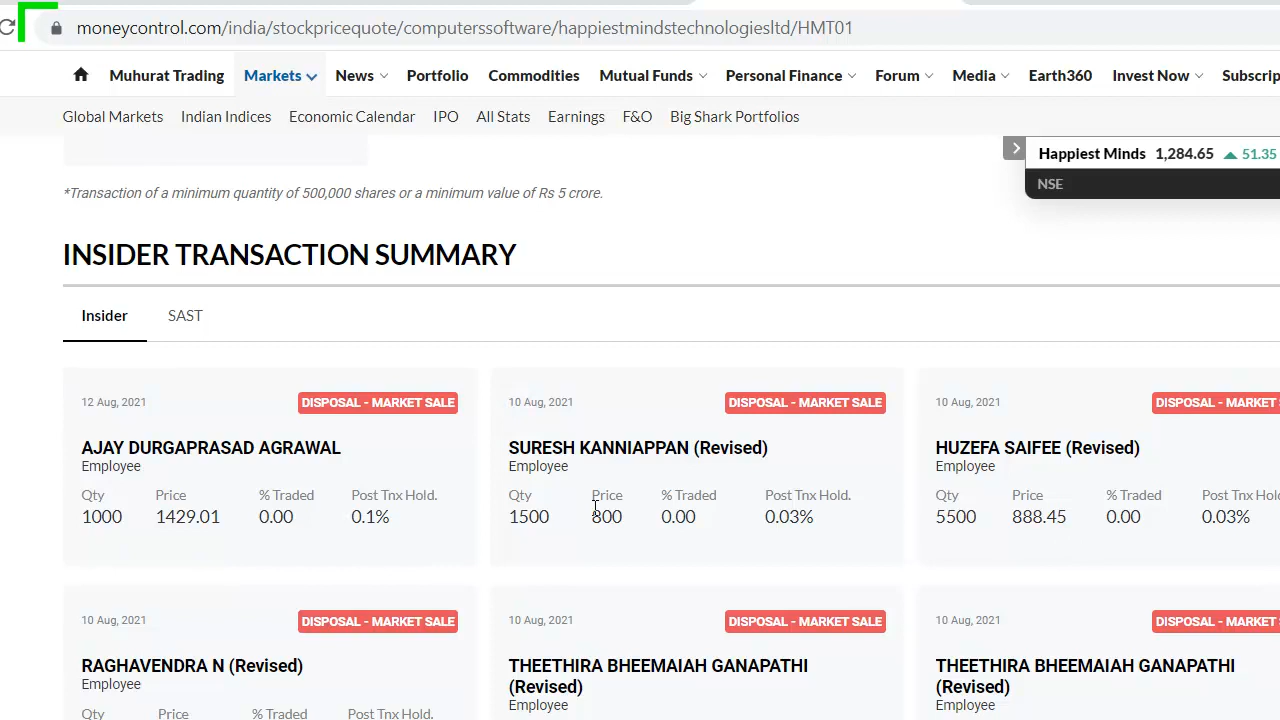 moneycontrol.com/india/stockpricequote/computerssoftware/happiestmindstechnologiesltd/HMT01
Muhurat Trading Markets News Portfolio Commodities Mutual Funds Personal Finance Forum Media Earth360 Invest Now Subscrip
Global Markets Indian Indices Economic Calendar IPO All Stats Earnings F&O Big Shark Portfolios
Happiest Minds 1,284.65 51.35
NSE
*Transaction of a minimum quantity of 500,000 shares or a minimum value of Rs 5 crore.
INSIDER TRANSACTION SUMMARY
Insider SAST
12 Aug, 2021 DISPOSAL - MARKET SALE
AJAY DURGAPRASAD AGRAWAL
Employee
Qty Price % Traded Post Tnx Hold.
1000 1429.01 0.00 0.1%
10 Aug, 2021 DISPOSAL - MARKET SALE
SURESH KANNIAPPAN (Revised)
Employee
Qty Price % Traded Post Tnx Hold.
1500 800 0.00 0.03%
10 Aug, 2021 DISPOSAL - MARKET
HUZEFA SAIFEE (Revised)
Employee
Qty Price % Traded Post Tnx Hold
5500 888.45 0.00 0.03%
10 Aug, 2021 DISPOSAL - MARKET SALE
RAGHAVENDRA N (Revised)
Employee
Qty Price % Traded Post Tnx Hold.
10 Aug, 2021 DISPOSAL - MARKET SALE
THEETHIRA BHEEMAIAH GANAPATHI
(Revised)
Employee
10 Aug, 2021 DISPOSAL - MARKET
THEETHIRA BHEEMAIAH GANAPATHI
(Revised)
Employee